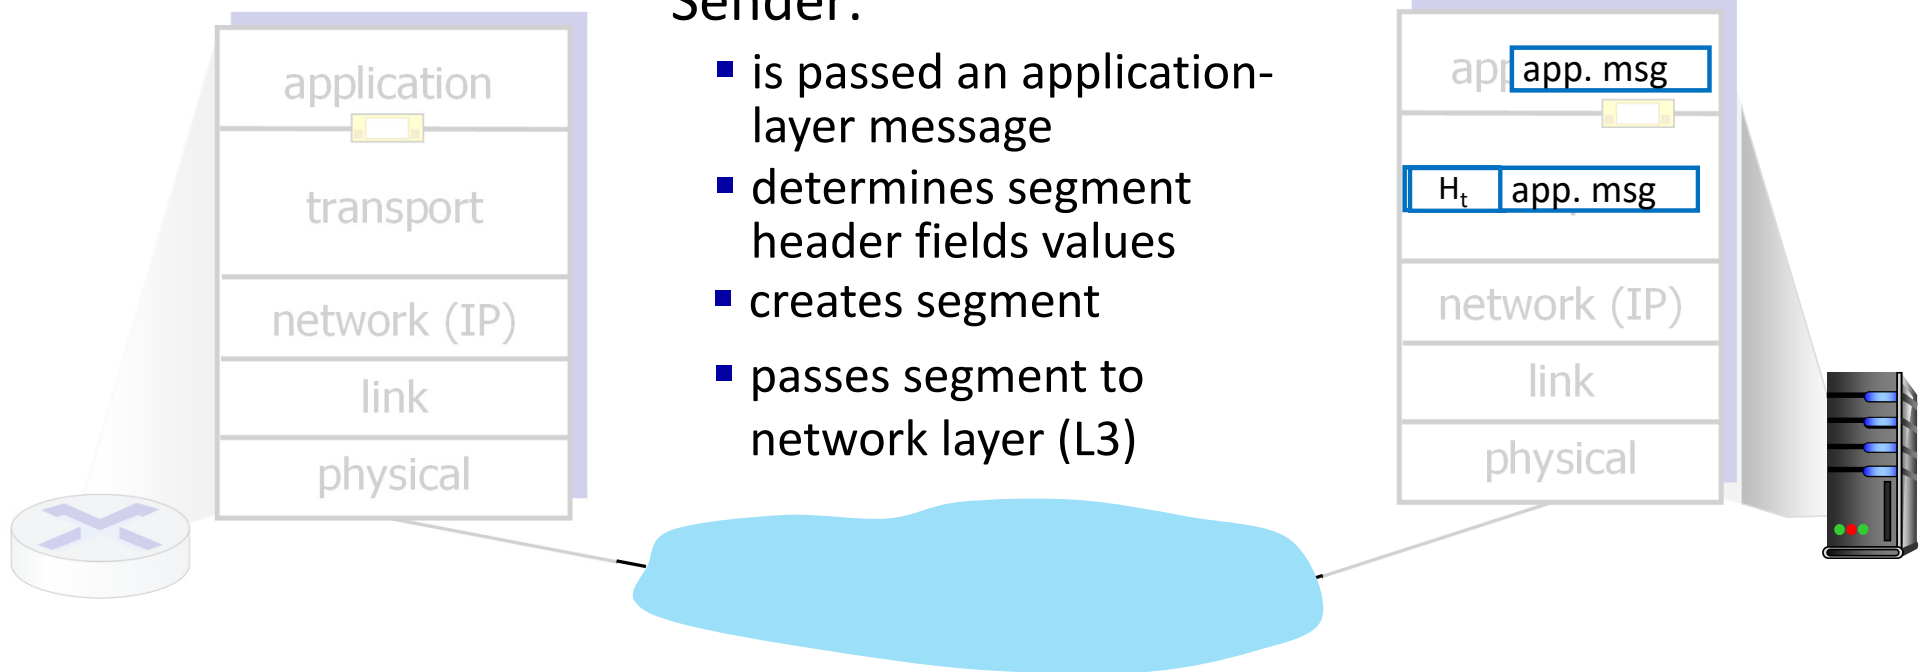 Sender:
is passed an application-
layer message
determines segment
header fields values
creates segment
passes segment to
network layer (L3)
application
transport
network (IP)
link
physical
app
app. msg
Ht
app. msg
network (IP)
link
physical